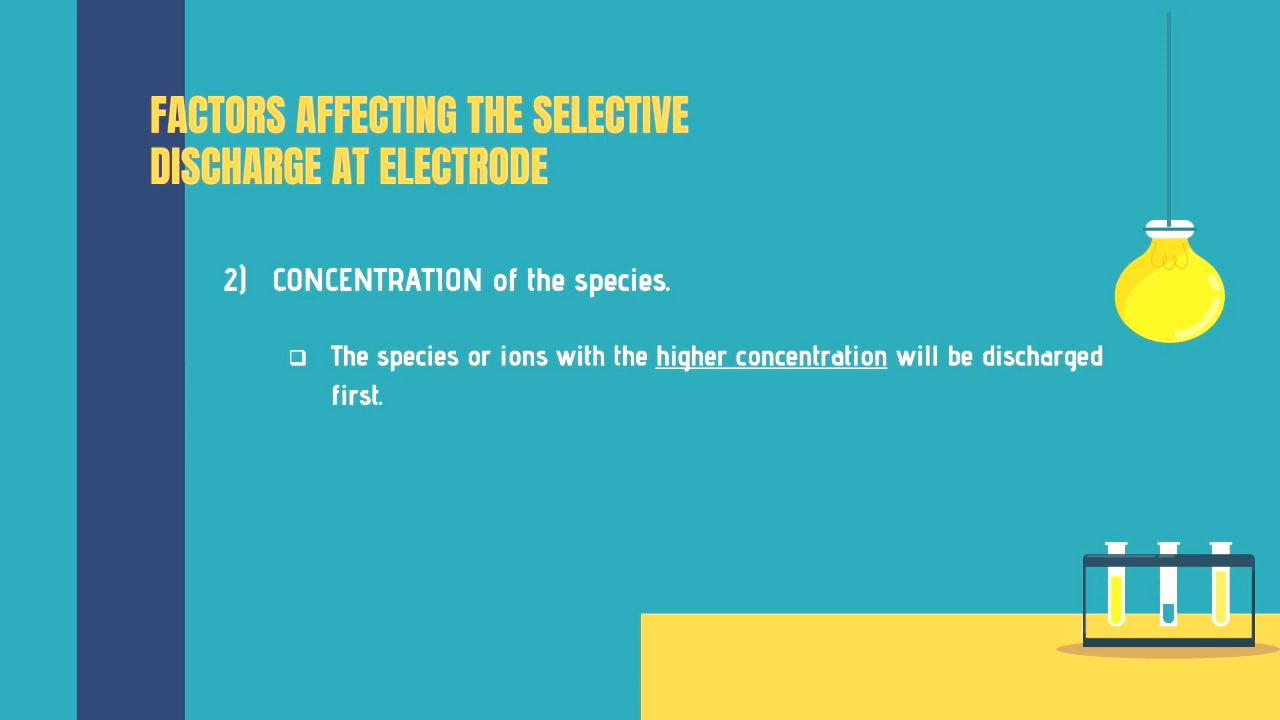 FACTORS AFFECTING THE SELECTIVE
DISCHARGE AT ELECTRODE
2) CONCENTRATION of the species.
❑ The species or ions with the higher concentration will be discharged
first.